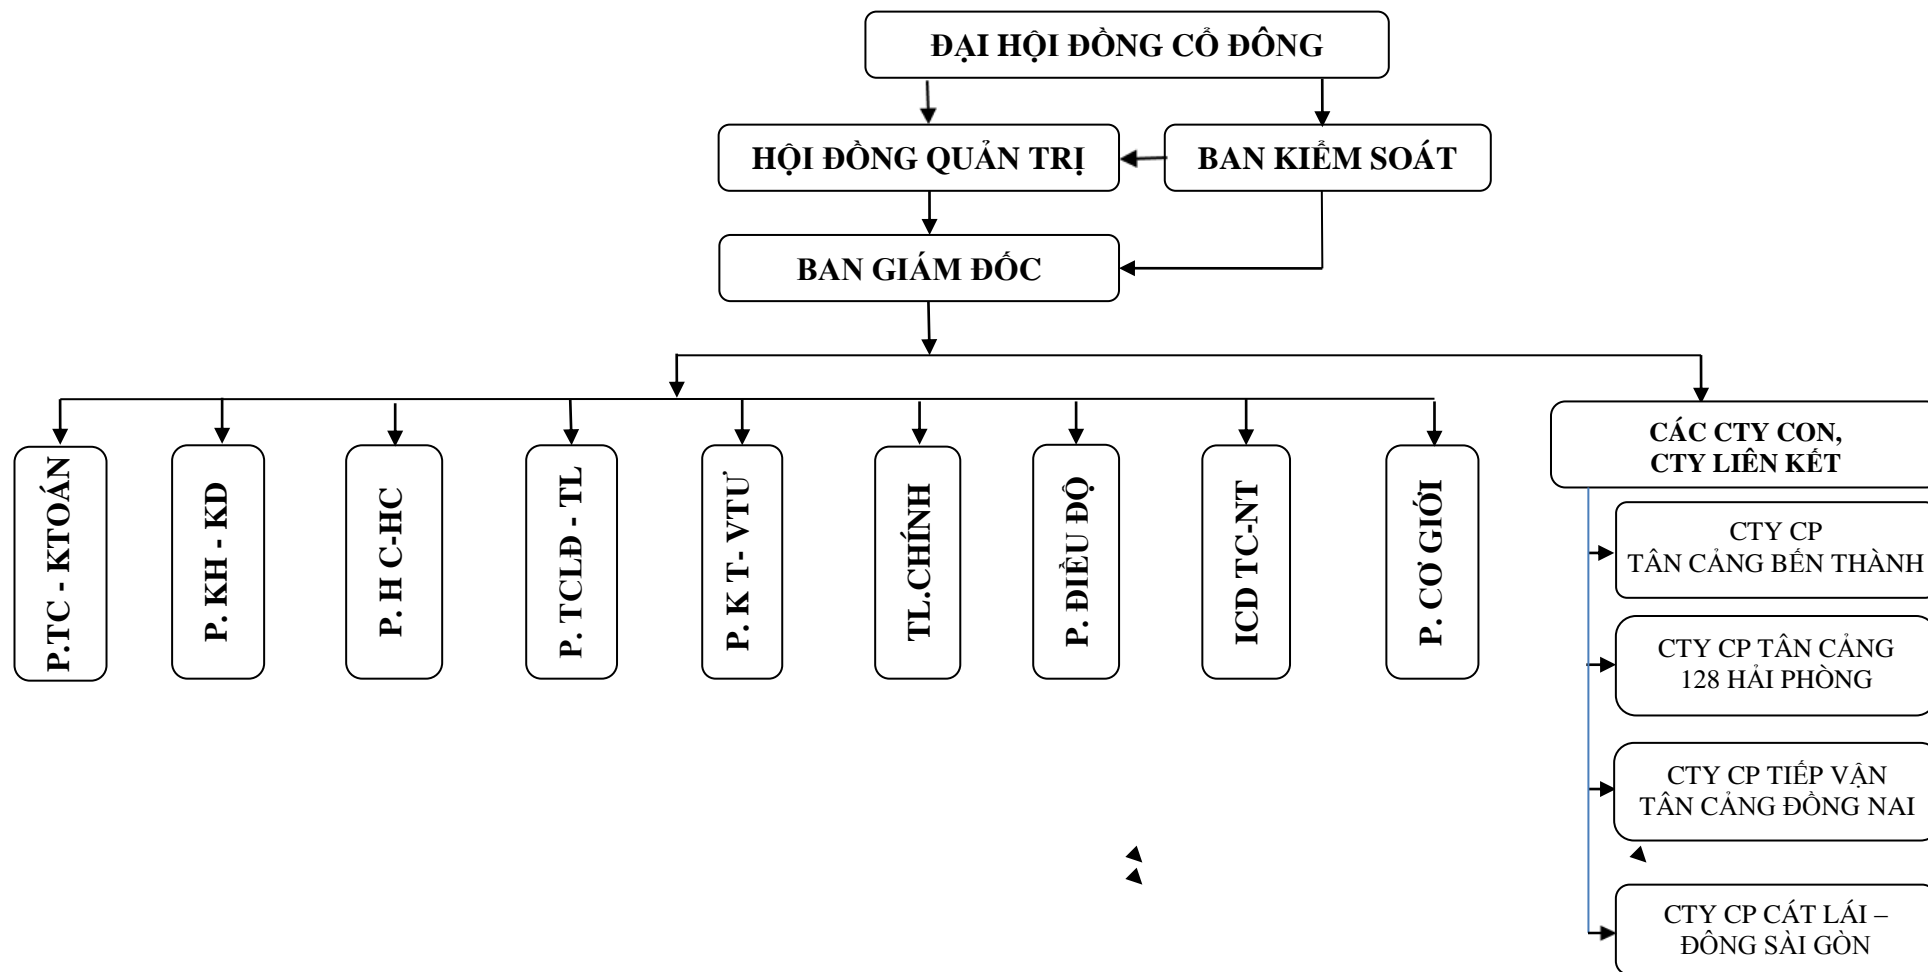 ĐẠI HỘI ĐỒNG CỔ ĐÔNG
HỘI ĐỒNG QUẢN TRỊ
BAN KIỂM SOÁT
BAN GIÁM ĐỐC
P.TC - KTOÁN
P. KH - KD
P. H C-HC
P. TCLĐ - TL
P. K T- VTƯ
TL.CHÍNH
P. ĐIỀU ĐỘ
ICD TC-NT
P. CƠ GIỚI
CÁC CTY CON,
CTY LIÊN KẾT
CTY CP
TÂN CẢNG BẾN THÀNH
CTY CP TÂN CẢNG
128 HẢI PHÒNG
CTY CP TIẾP VẬN
TÂN CẢNG ĐỒNG NAI
CTY CP CÁT LÁI –
ĐÔNG SÀI GÒN